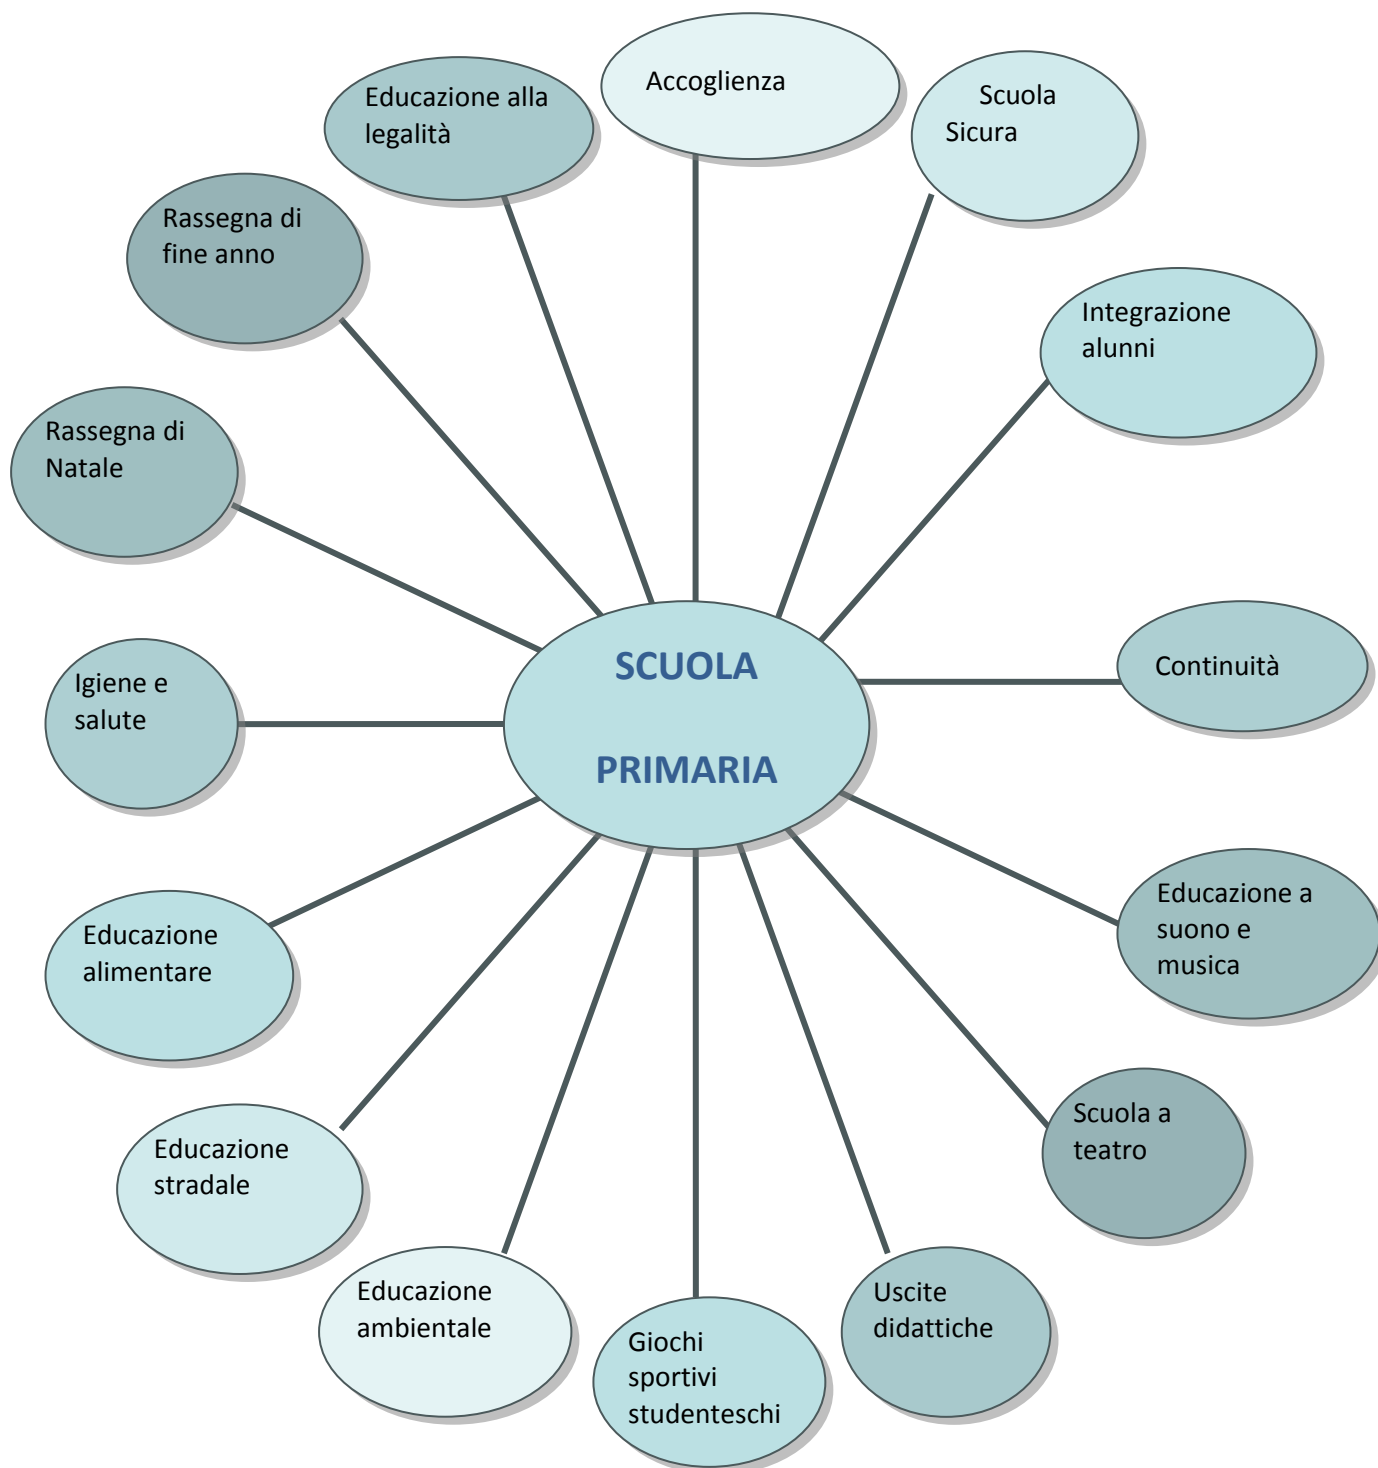 Accoglienza
Scuola
Sicura
Integrazione
alunni
Continuità
Educazione a
suono e
musica
Scuola a
teatro
Uscite
didattiche
Giochi
sportivi
studenteschi
Educazione
ambientale
Educazione
stradale
Educazione
alimentare
Igiene e
salute
Rassegna di
Natale
Rassegna di
fine anno
Educazione alla
legalità
SCUOLA
PRIMARIA